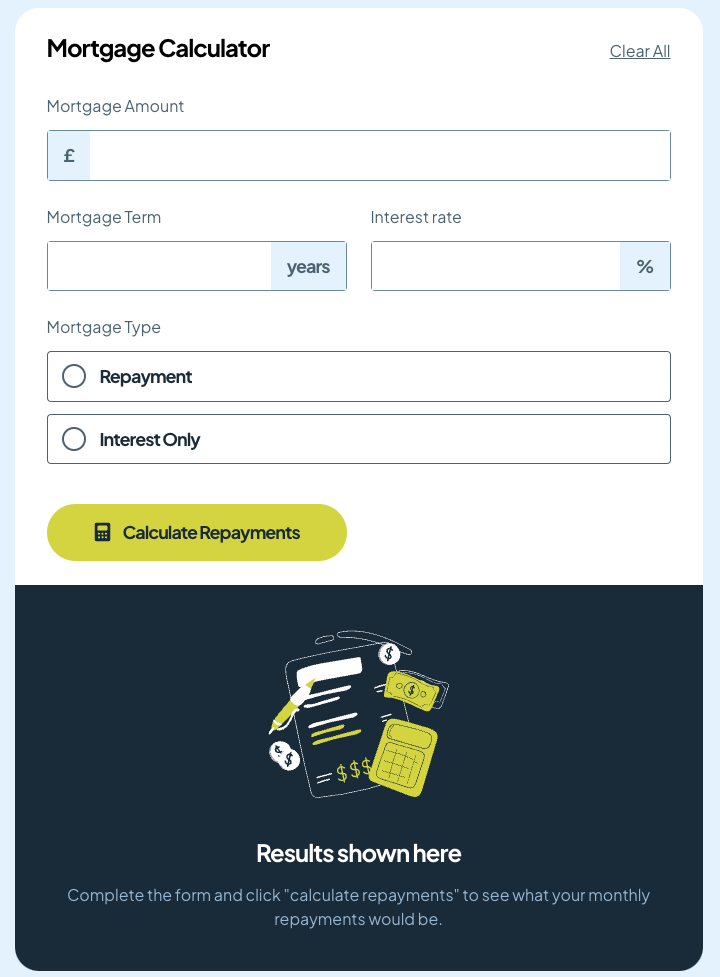 Mortgage Calculator
Clear All
Mortgage Amount
£
Mortgage Term
Interest rate
years
%
Mortgage Type
Repayment
Interest Only
Calculate Repayments
$
$
$
$
$$$
Results shown here
Complete the form and click "calculate repayments" to see what your monthly
repayments would be.